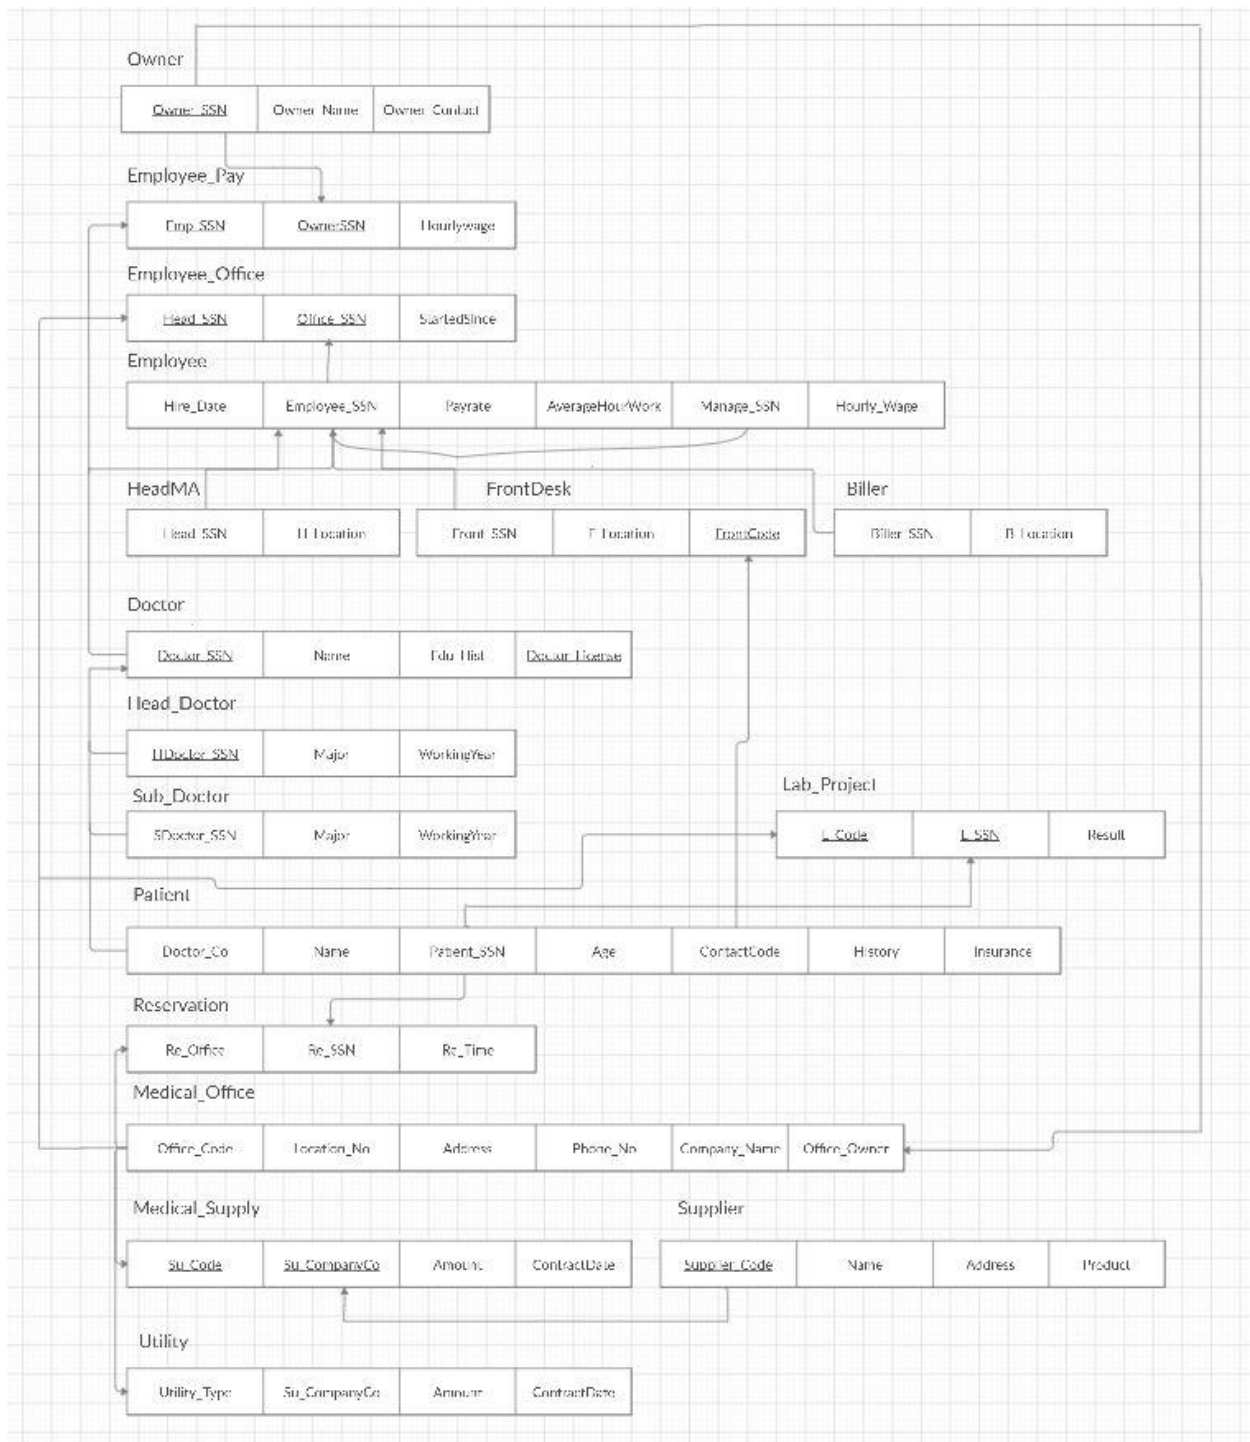 Owner
Owner_SSN Owner_Name Owner_Contact
Employee_Pay
Emp_SSN OwnerSSN Hourlywage
Employee_Office
Head_SSN Office_SSN StartedSince
Employee
Hire_Date Employee_SSN Payrate AverageHourWork Manage_SSN Hourly_Wage
HeadMA FrontDesk Biller
Head_SSN H_Location Front_SSN F_Location FrontCode Biller_SSN B_Location
Doctor
Doctor_SSN Name Edu_Hist Doctor_License
Head_Doctor
HDoctor_SSN Major WorkingYear
Sub_Doctor Lab_Project
SDoctor_SSN Major WorkingYear L_Code L_SSN Result
Patient
Doctor_Co Name Patient_SSN Age ContactCode History Insurance
Reservation
Re_Office Re_SSN Re_Time
Medical_Office
Office_Code Location_No Address Phone_No Company_Name Office_Owner
Medical_Supply Supplier
Su_Code Su_CompanyCo Amount ContractDate Supplier_Code Name Address Product
Utility
Utility_Type Su_CompanyCo Amount ContractDate